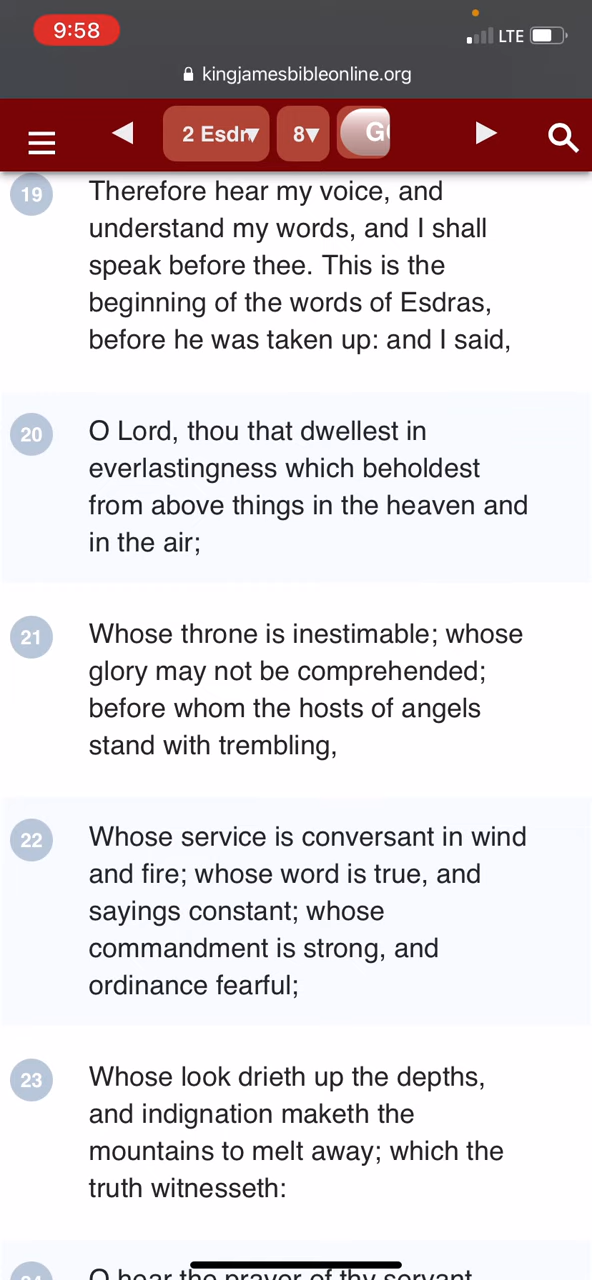 9:58
LTE
kingjamesbibleonline.org
2 Esdr
8
G
19 Therefore hear my voice, and
understand my words, and I shall
speak before thee. This is the
beginning of the words of Esdras,
before he was taken up: and I said,
20 O Lord, thou that dwellest in
everlastingness which beholdest
from above things in the heaven and
in the air;
21 Whose throne is inestimable; whose
glory may not be comprehended;
before whom the hosts of angels
stand with trembling,
22 Whose service is conversant in wind
and fire; whose word is true, and
sayings constant; whose
commandment is strong, and
ordinance fearful;
23 Whose look drieth up the depths,
and indignation maketh the
mountains to melt away; which the
truth witnesseth:
O hear the prayer of thy servant